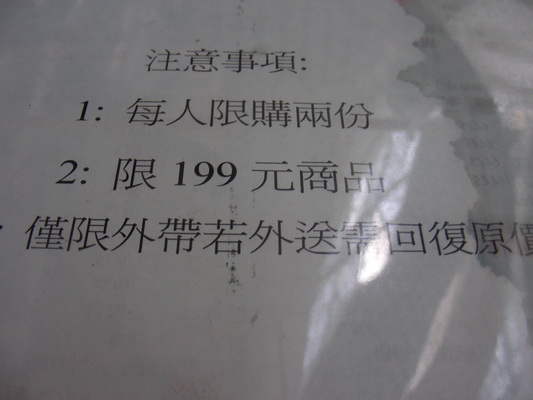 注意事項:
1: 每人限購兩份
2: 限 199 元商品
: 僅限外帶若外送需回復原價